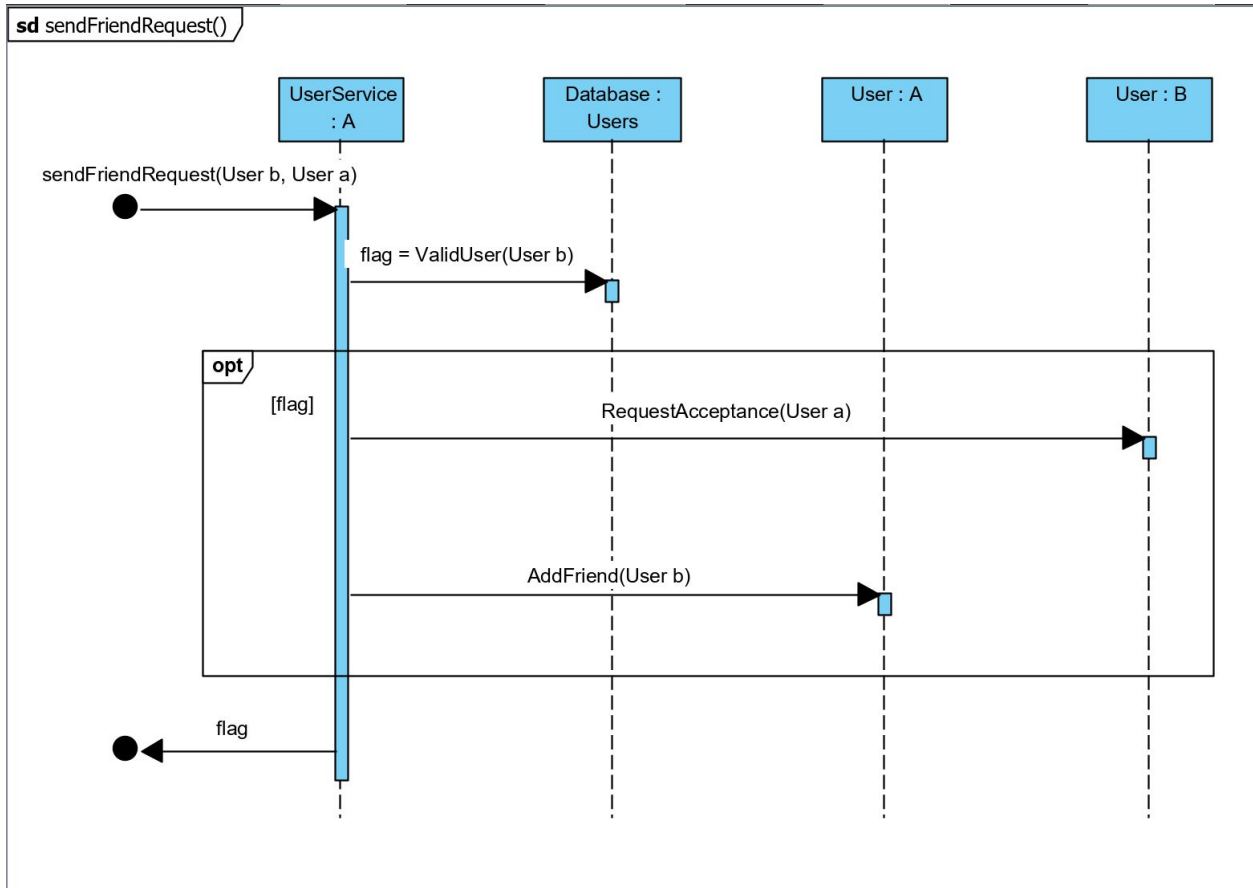 sd sendFriendRequest()
UserService
: A
Database :
Users
User : A
User : B
sendFriendRequest(User b, User a)
flag = ValidUser(User b)
opt
[flag]
RequestAcceptance(User a)
AddFriend(User b)
flag